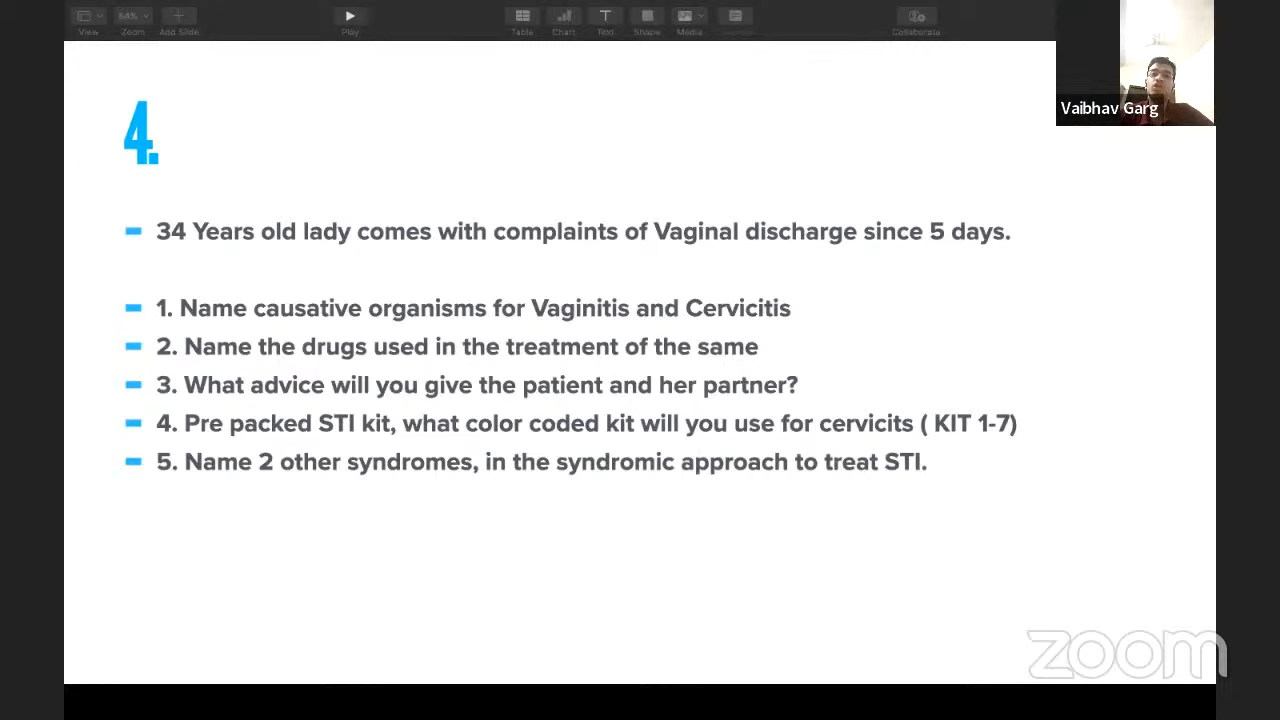 View
64%
Zoom
Add Slide
Play
Table
Chart
Text
Shape
Media
Collaborate
Vaibhav Garg
4.
34 Years old lady comes with complaints of Vaginal discharge since 5 days.
1. Name causative organisms for Vaginitis and Cervicitis
2. Name the drugs used in the treatment of the same
3. What advice will you give the patient and her partner?
4. Pre packed STI kit, what color coded kit will you use for cervicits ( KIT 1-7)
5. Name 2 other syndromes, in the syndromic approach to treat STI.
zoom